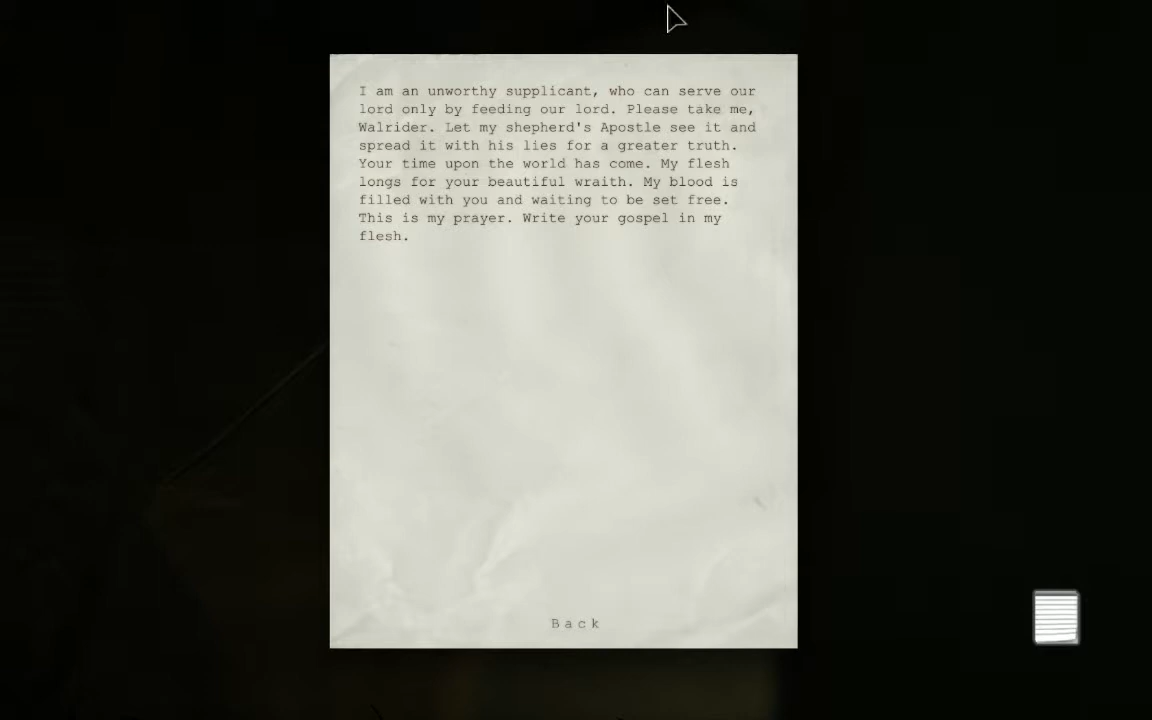 I am an unworthy supplicant, who can serve our
lord only by feeding our lord. Please take me,
Walrider. Let my shepherd's Apostle see it and
spread it with his lies for a greater truth.
Your time upon the world has come. My flesh
longs for your beautiful wraith. My blood is
filled with you and waiting to be set free.
This is my prayer. Write your gospel in my
flesh.
Back